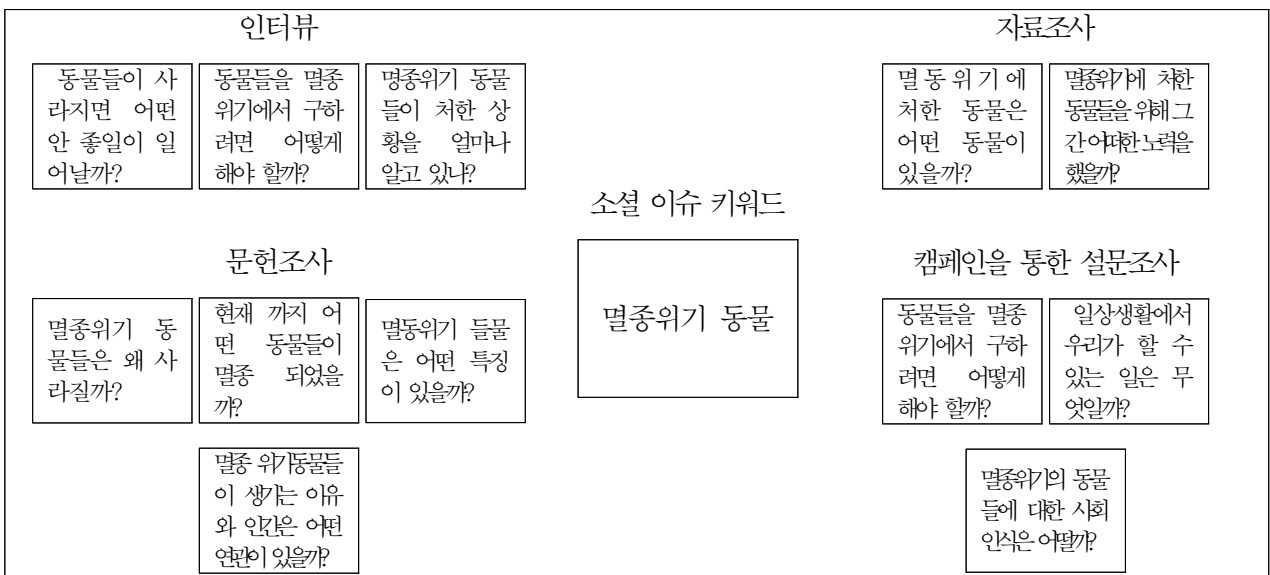 인터뷰
동물들이 사
라지면 어떤
안 좋일이 일
어날까?
동물들을 멸종
위기에서 구하
려면 어떻게
해야 할까?
명종위기 동물
들이 처한 상
황을 얼마나
알고 있나?
자료조사
멸동위기에
처한 동물은
어떤 동물이
있을까?
멸종위기에 처한
동물들을 위해 그
간 어떠한 노력을
했을까?
소셜 이슈 키워드
멸종위기 동물
문헌조사
멸종위기 동
물들은 왜 사
라질까?
현재 까지 어
떤 동물들이
멸종 되었을
까?
멸동위기 들물
은 어떤 특징
이 있을까?
멸종 위기동물들
이 생기는 이유
와 인간은 어떤
연관이 있을까?
캠페인을 통한 설문조사
동물들을 멸종
위기에서 구하
려면 어떻게
해야 할까?
일상생활에서
우리가 할 수
있는 일은 무
엇일까?
멸종위기의 동물
들에 대한 사회
인식은 어떨까?